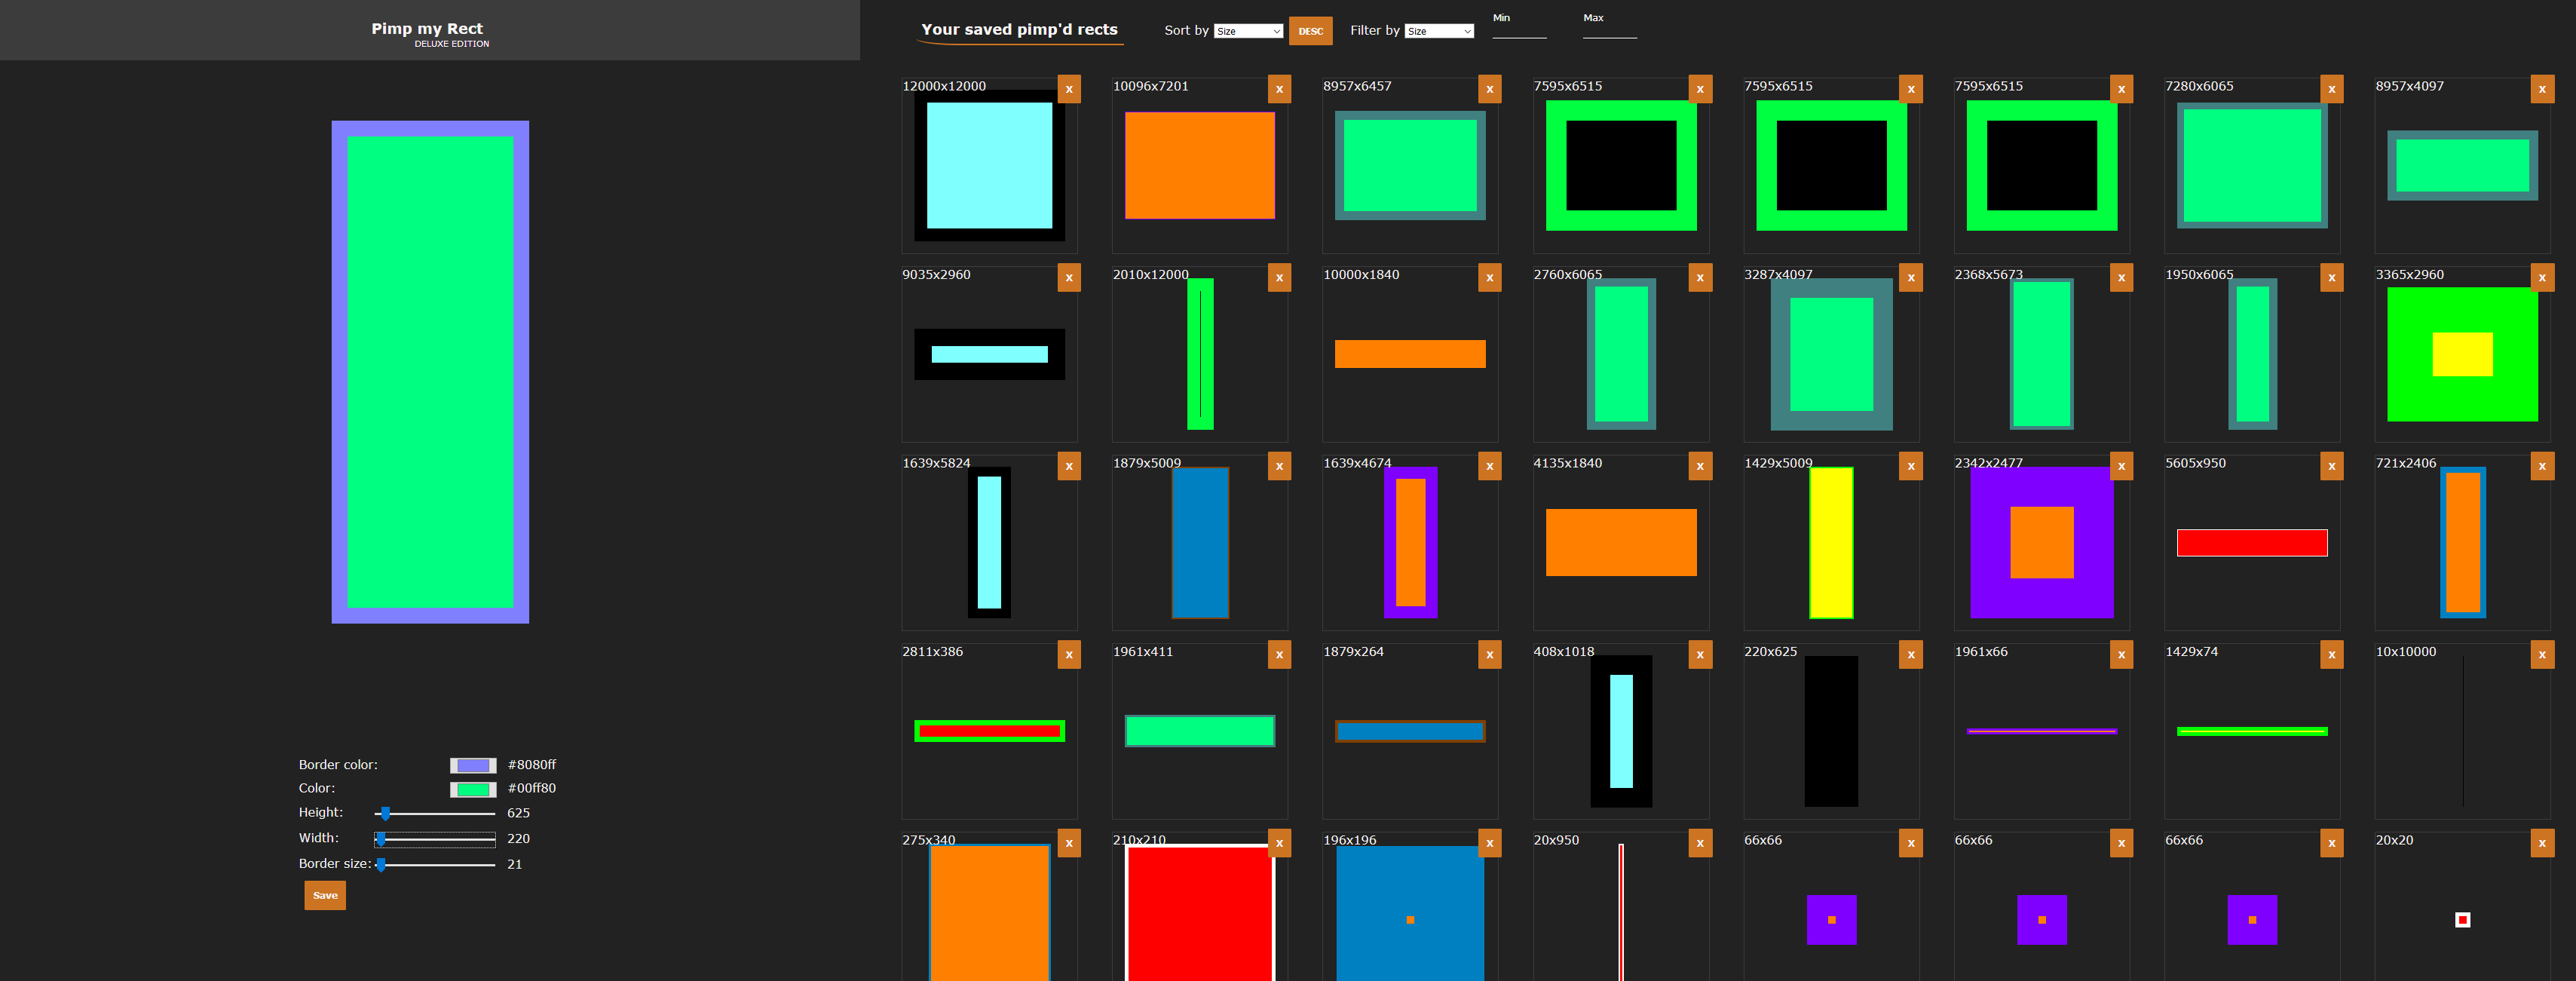 Pimp my Rect
DELUXE EDITION
Border color: #8080ff
Color: #00ff80
Height: 625
Width: 220
Border size: 21
Save
Your saved pimp'd rects Sort by Size DESC Filter by Size Min Max
12000x12000 x 10096x7201 x 8957x6457 x 7595x6515 x 7595x6515 x 7595x6515 x 7280x6065 x 8957x4097 x
9035x2960 x 2010x12000 x 10000x1840 x 2760x6065 x 3287x4097 x 2368x5673 x 1950x6065 x 3365x2960 x
1639x5824 x 1879x5009 x 1639x4674 x 4135x1840 x 1429x5009 x 2342x2477 x 5605x950 x 721x2406 x
2811x386 x 1961x411 x 1879x264 x 408x1018 x 220x625 x 1961x66 x 1429x74 x 10x10000 x
275x340 x 210x210 x 196x196 x 20x950 x 66x66 x 66x66 x 66x66 x 20x20 x